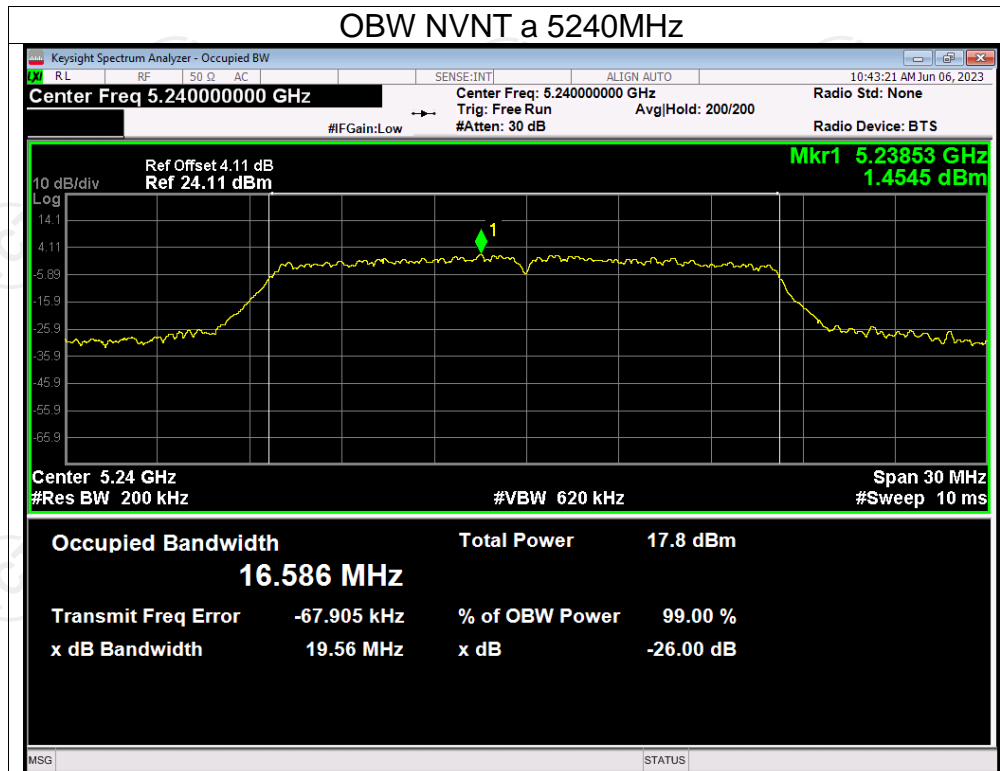 OBW NVNT a 5240MHz
Keysight Spectrum Analyzer - Occupied BW
LXI RL RF 50 Ω AC SENSE:INT ALIGN AUTO 10:43:21 AM Jun 06, 2023
Center Freq 5.240000000 GHz Center Freq: 5.240000000 GHz Radio Std: None
Trig: Free Run Avg|Hold: 200/200
#IFGain:Low #Atten: 30 dB Radio Device: BTS
Mkr1 5.23853 GHz
Ref Offset 4.11 dB
10 dB/div Ref 24.11 dBm 1.4545 dBm
Log
14.1
1
4.11
-5.89
-15.9
-25.9
-35.9
-45.9
-55.9
-65.9
Center 5.24 GHz Span 30 MHz
#Res BW 200 kHz #VBW 620 kHz #Sweep 10 ms
Occupied Bandwidth Total Power 17.8 dBm
16.586 MHz
Transmit Freq Error -67.905 kHz % of OBW Power 99.00 %
x dB Bandwidth 19.56 MHz x dB -26.00 dB
MSG STATUS